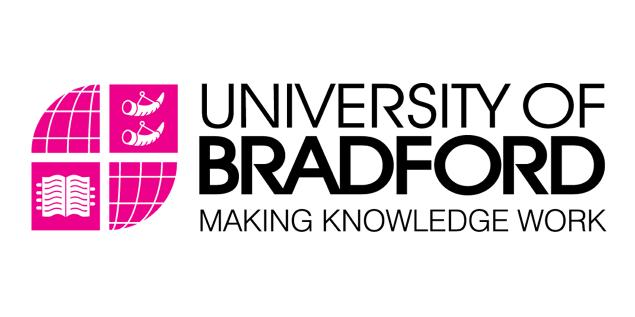 UNIVERSITY OF
BRADFORD
MAKING KNOWLEDGE WORK